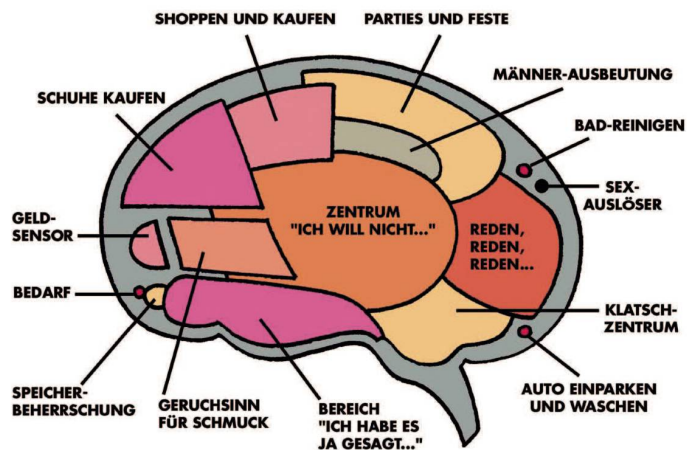 SHOPPEN UND KAUFEN
PARTIES UND FESTE
MÄNNER-AUSBEUTUNG
SCHUHE KAUFEN
BAD-REINIGEN
SEX-
AUSLÖSER
ZENTRUM
"ICH WILL NICHT..."
REDEN,
REDEN,
REDEN...
GELD-
SENSOR
BEDARF
KLATSCH-
ZENTRUM
SPEICHER-
BEHERRSCHUNG
GERUCHSINN
FÜR SCHMUCK
BEREICH
"ICH HABE ES
JA GESAGT..."
AUTO EINPARKEN
UND WASCHEN